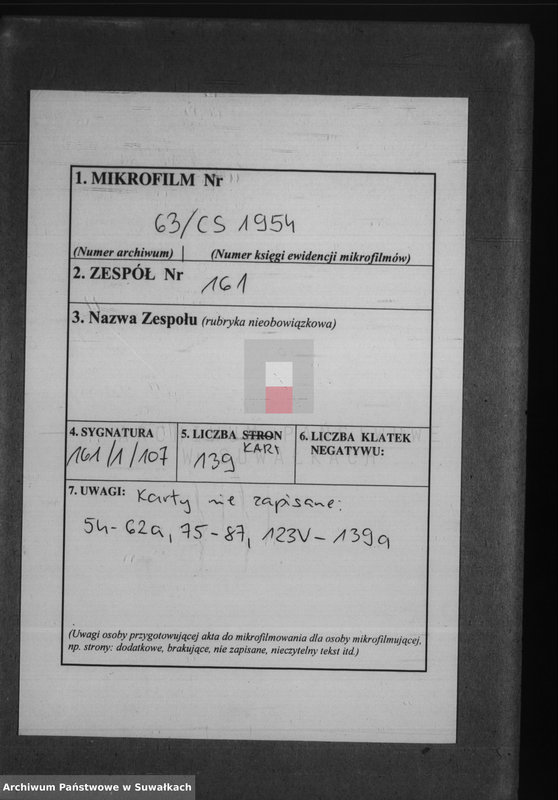 1. MIKROFILM Nr
63/CS 1954
(Numer archiwum) (Numer księgi ewidencji mikrofilmów)
2. ZESPÓŁ Nr
161
3. Nazwa Zespołu (rubryka nieobowiązkowa)
4. SYGNATURA
161/1/107
5. LICZBA STRON
KART
139
6. LICZBA KLATEK
NEGATYWU:
7. UWAGI: Karty nie zapisane:
54-62a, 75-87, 123V-139a
(Uwagi osoby przygotowującej akta do mikrofilmowania dla osoby mikrofilmującej,
np. strony: dodatkowe, brakujące, nie zapisane, nieczytelny tekst itd.)
Archiwum Państwowe w Suwałkach